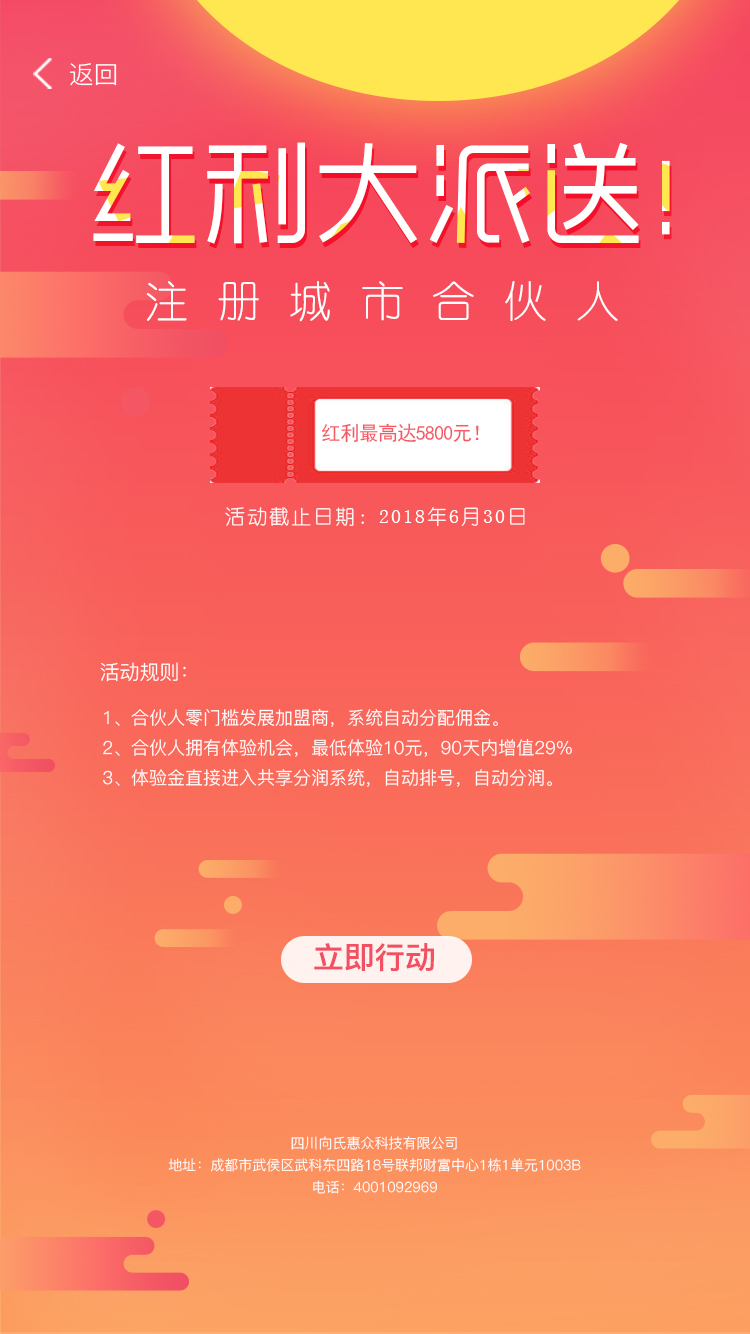 返回
红利大派送！
注册城市合伙人
红利最高达5800元！
活动截止日期：2018年6月30日
活动规则：
1、合伙人零门槛发展加盟商，系统自动分配佣金。
2、合伙人拥有体验机会，最低体验10元，90天内增值29%
3、体验金直接进入共享分润系统，自动排号，自动分润。
立即行动
四川向氏惠众科技有限公司
地址：成都市武侯区武科东四路18号联邦财富中心1栋1单元1003B
电话：4001092969